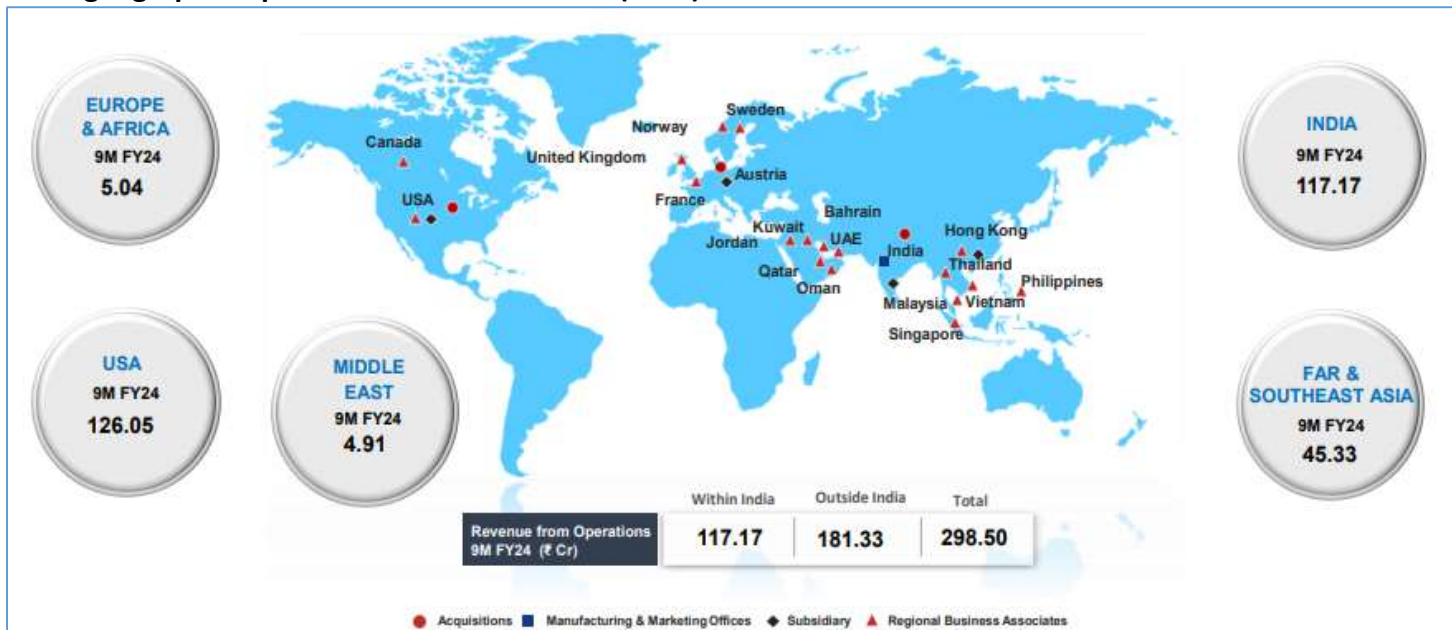 EUROPE
& AFRICA
9M FY24
5.04
USA
9M FY24
126.05
MIDDLE
EAST
9M FY24
4.91
Canada
USA
Norway
Sweden
United Kingdom
Austria
France
Bahrain
Kuwait
Jordan
UAE
Qatar
Oman
India
Hong Kong
Thailand
Philippines
Malaysia
Vietnam
Singapore
INDIA
9M FY24
117.17
FAR &
SOUTHEAST ASIA
9M FY24
45.33
Within India Outside India Total
Revenue from Operations
9M FY24 (₹ Cr)
117.17 181.33 298.50
Acquisitions Manufacturing & Marketing Offices Subsidiary Regional Business Associates